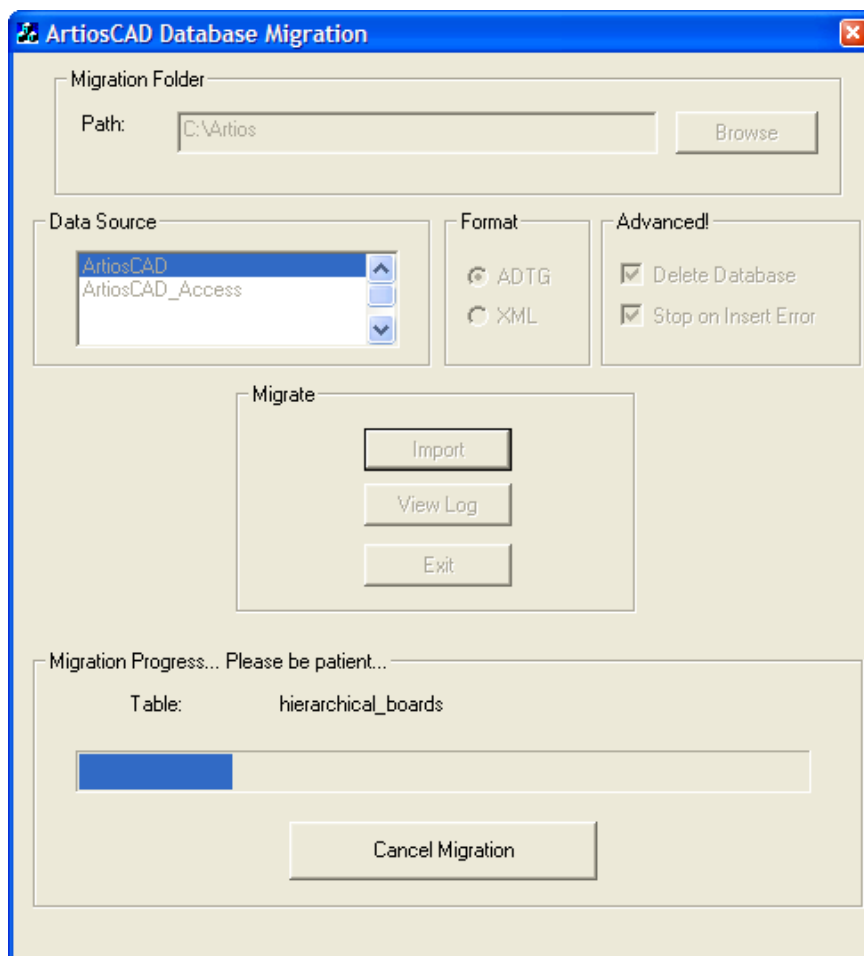 ArtiosCAD Database Migration
Migration Folder
Path:
C:\Artios
Browse
Data Source
ArtiosCAD
ArtiosCAD_Access
Format
ADTG
XML
Advanced!
Delete Database
Stop on Insert Error
Migrate
Import
View Log
Exit
Migration Progress... Please be patient...
Table: hierarchical_boards
Cancel Migration